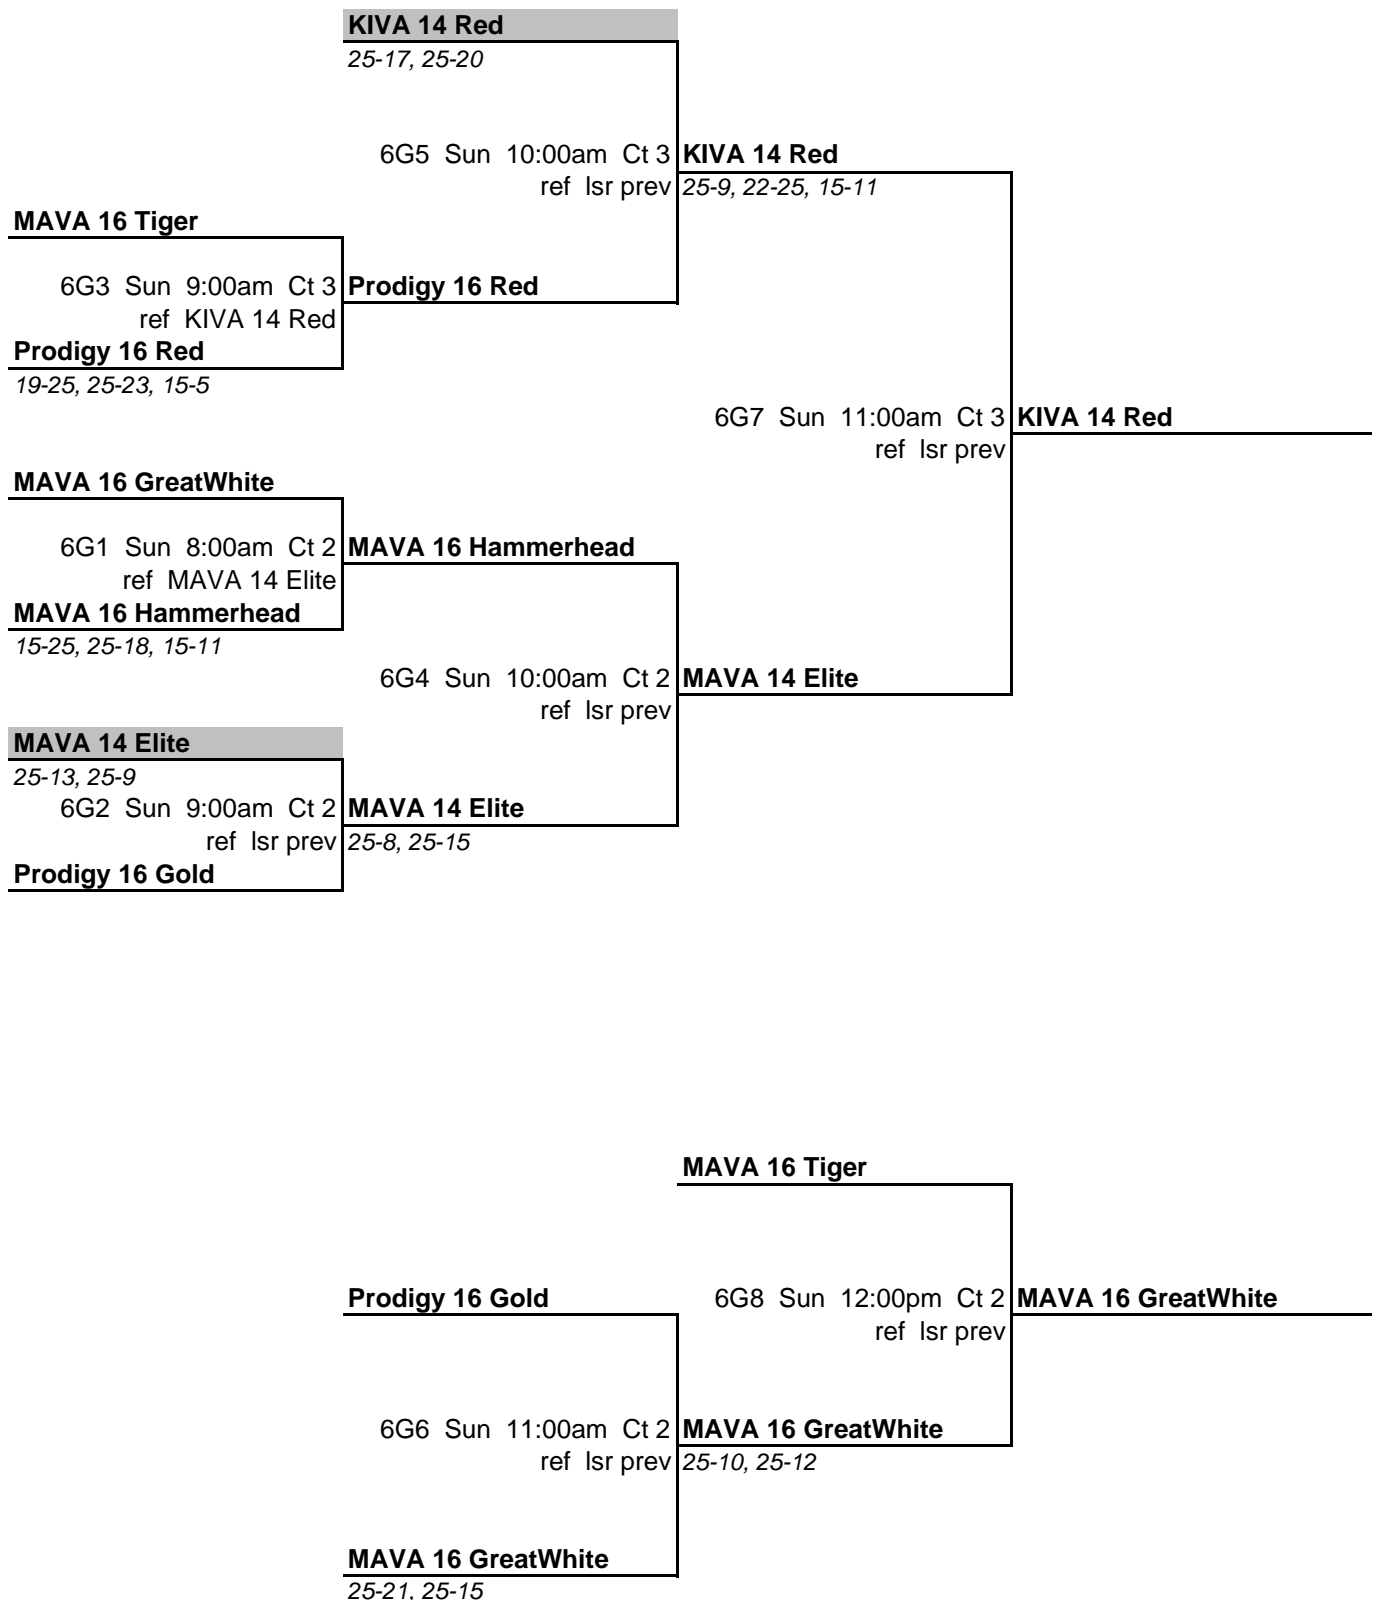 KIVA 14 Red
25-17, 25-20
6G5 Sun 10:00am Ct 3 KIVA 14 Red
ref lsr prev 25-9, 22-25, 15-11
MAVA 16 Tiger
6G3 Sun 9:00am Ct 3 Prodigy 16 Red
ref KIVA 14 Red
Prodigy 16 Red
19-25, 25-23, 15-5
6G7 Sun 11:00am Ct 3 KIVA 14 Red
ref lsr prev
MAVA 16 GreatWhite
6G1 Sun 8:00am Ct 2 MAVA 16 Hammerhead
ref MAVA 14 Elite
MAVA 16 Hammerhead
15-25, 25-18, 15-11
6G4 Sun 10:00am Ct 2 MAVA 14 Elite
ref lsr prev
MAVA 14 Elite
25-13, 25-9
6G2 Sun 9:00am Ct 2 MAVA 14 Elite
ref lsr prev 25-8, 25-15
Prodigy 16 Gold
MAVA 16 Tiger
Prodigy 16 Gold 6G8 Sun 12:00pm Ct 2 MAVA 16 GreatWhite
ref lsr prev
6G6 Sun 11:00am Ct 2 MAVA 16 GreatWhite
ref lsr prev 25-10, 25-12
MAVA 16 GreatWhite
25-21, 25-15